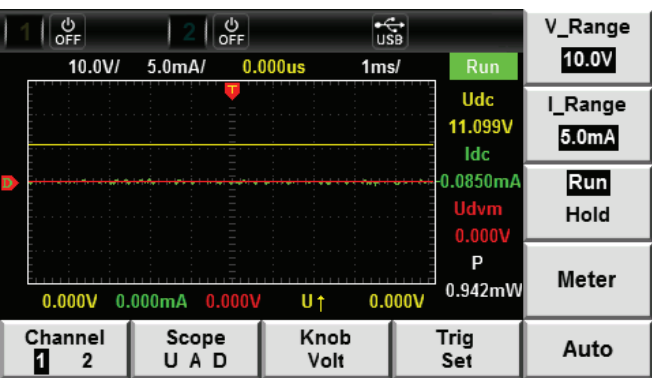 1 OFF 2 OFF USB
10.0V/ 5.0mA/ 0.000us 1ms/ Run
T
Udc
11.099V
Idc
-0.0850mA
Udvm
0.000V
P
0.942mW
D
0.000V 0.000mA 0.000V U↑ 0.000V
V_Range
10.0V
I_Range
5.0mA
Run
Hold
Meter
Auto
Channel
1 2
Scope
U A D
Knob
Volt
Trig
Set